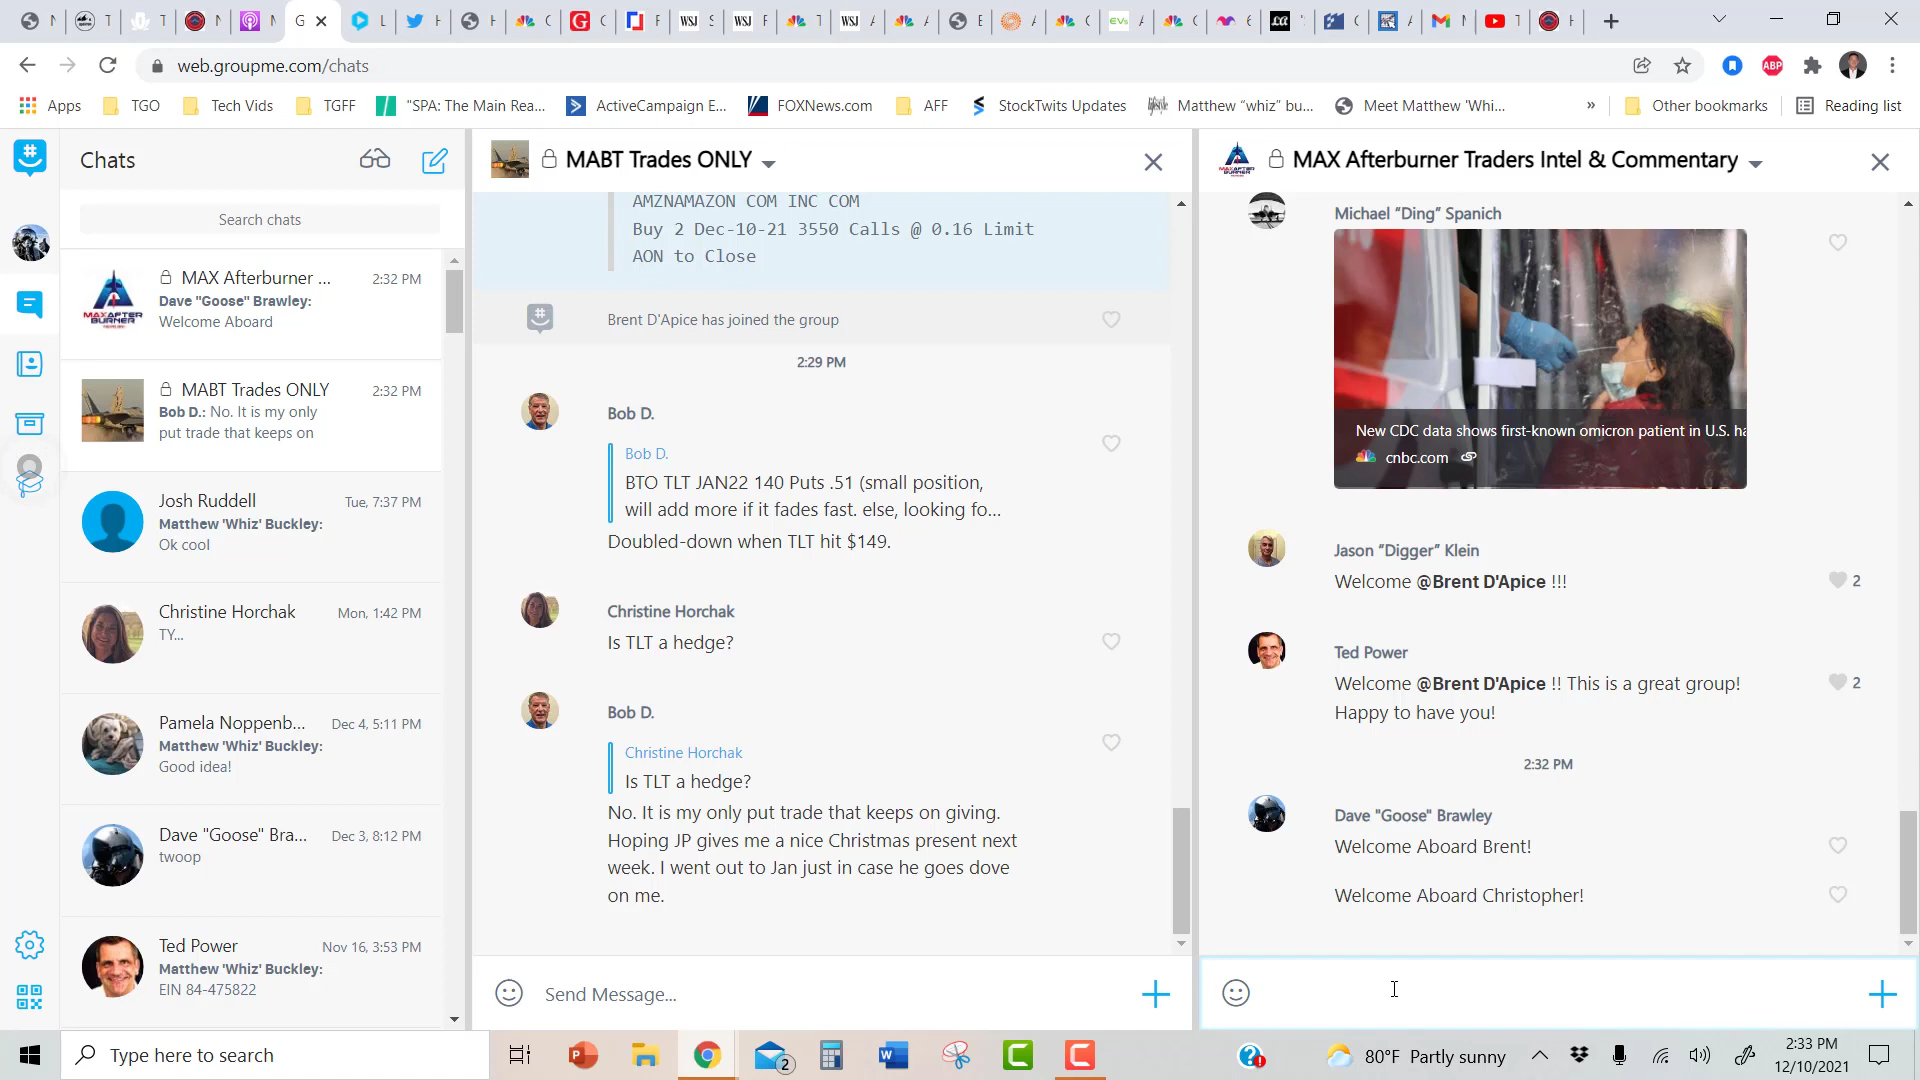 N
T
T
N
M
G
L
H
H
C
C
F
WSJ
S
WSJ
F
T
WSJ
A
A
E
C
EVs
A
C
6
C
A
M
T
H
web.groupme.com/chats
ABP
Apps
TGO
Tech Vids
TGFF
"SPA: The Main Rea...
ActiveCampaign E...
FOXNews.com
AFF
StockTwits Updates
Matthew “whiz” bu...
Meet Matthew 'Whi...
»
Other bookmarks
Reading list
Chats
Search chats
MAX Afterburner ...
2:32 PM
Dave "Goose" Brawley:
Welcome Aboard
MABT Trades ONLY
2:32 PM
Bob D.: No. It is my only
put trade that keeps on
Josh Ruddell
Tue, 7:37 PM
Matthew 'Whiz' Buckley:
Ok cool
Christine Horchak
Mon, 1:42 PM
TY...
Pamela Noppenb...
Dec 4, 5:11 PM
Matthew 'Whiz' Buckley:
Good idea!
Dave "Goose" Bra...
Dec 3, 8:12 PM
twoop
Ted Power
Nov 16, 3:53 PM
Matthew 'Whiz' Buckley:
EIN 84-475822
MABT Trades ONLY
AMZNAMAZON COM INC COM
Buy 2 Dec-10-21 3550 Calls @ 0.16 Limit
AON to Close
Brent D'Apice has joined the group
2:29 PM
Bob D.
Bob D.
BTO TLT JAN22 140 Puts .51 (small position,
will add more if it fades fast. else, looking fo...
Doubled-down when TLT hit $149.
Christine Horchak
Is TLT a hedge?
Bob D.
Christine Horchak
Is TLT a hedge?
No. It is my only put trade that keeps on giving.
Hoping JP gives me a nice Christmas present next
week. I went out to Jan just in case he goes dove
on me.
Send Message...
MAX Afterburner Traders Intel & Commentary
Michael “Ding” Spanich
New CDC data shows first-known omicron patient in U.S. ha
cnbc.com
Jason “Digger” Klein
Welcome @Brent D'Apice !!!
2
Ted Power
Welcome @Brent D'Apice !! This is a great group!
Happy to have you!
2
2:32 PM
Dave "Goose" Brawley
Welcome Aboard Brent!
Welcome Aboard Christopher!
Type here to search
2
80°F Partly sunny
2:33 PM
12/10/2021